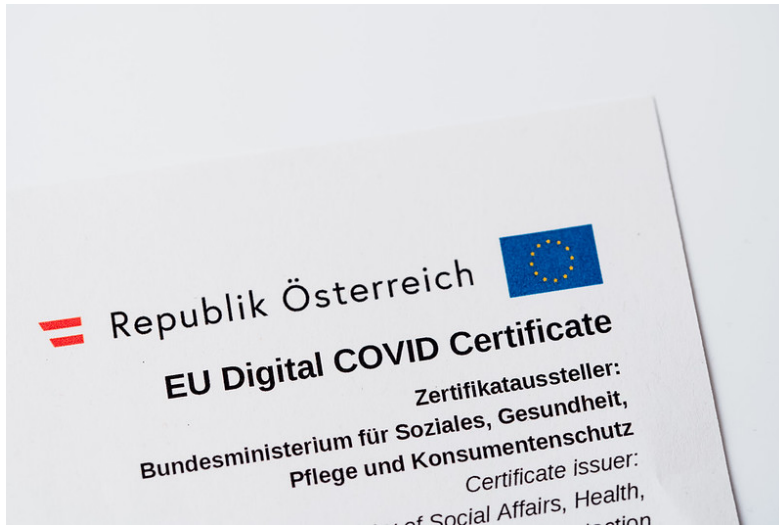 Republik Österreich
EU Digital COVID Certificate
Zertifikataussteller:
Bundesministerium für Soziales, Gesundheit,
Pflege und Konsumentenschutz
Certificate issuer:
of Social Affairs, Health,